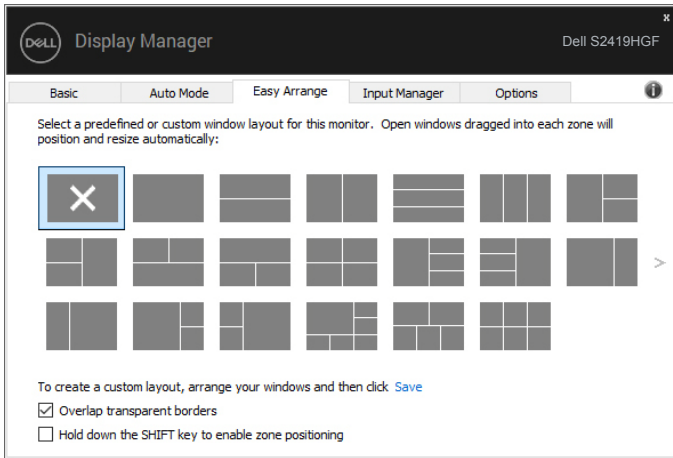 x
DELL Display Manager
Dell S2419HGF
Basic Auto Mode Easy Arrange Input Manager Options
Select a predefined or custom window layout for this monitor. Open windows dragged into each zone will
position and resize automatically:
>
To create a custom layout, arrange your windows and then click Save
Overlap transparent borders
Hold down the SHIFT key to enable zone positioning